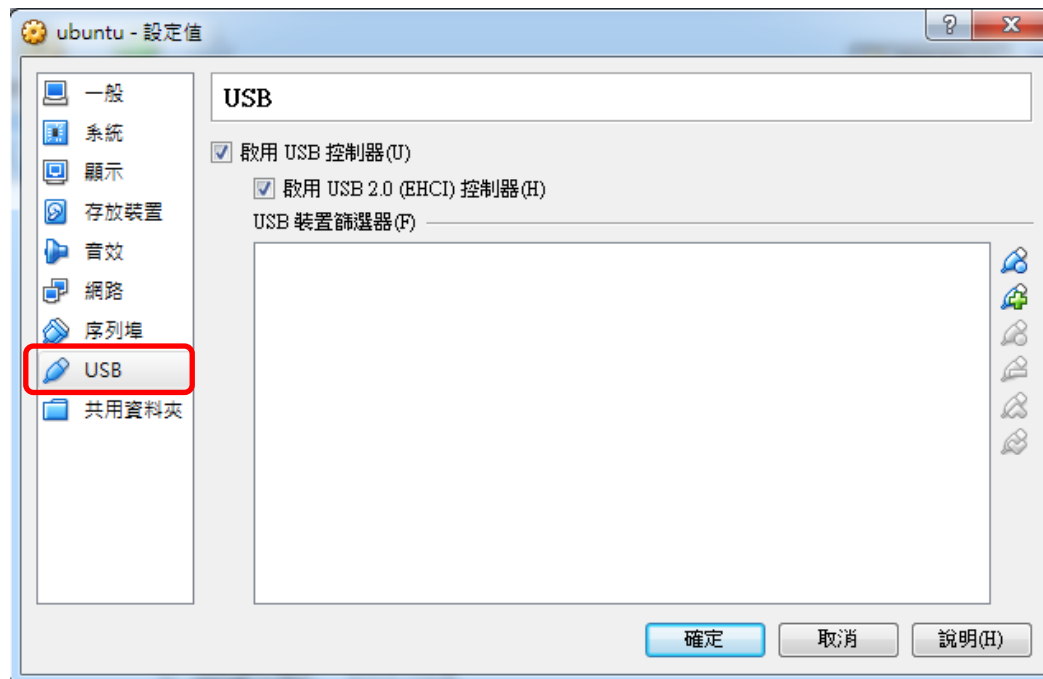 ubuntu - 設定值
一般
系統
顯示
存放裝置
音效
網路
序列埠
USB
共用資料夾
USB
啟用 USB 控制器(U)
啟用 USB 2.0 (EHCI) 控制器(H)
USB 裝置篩選器(F)
確定
取消
說明(H)